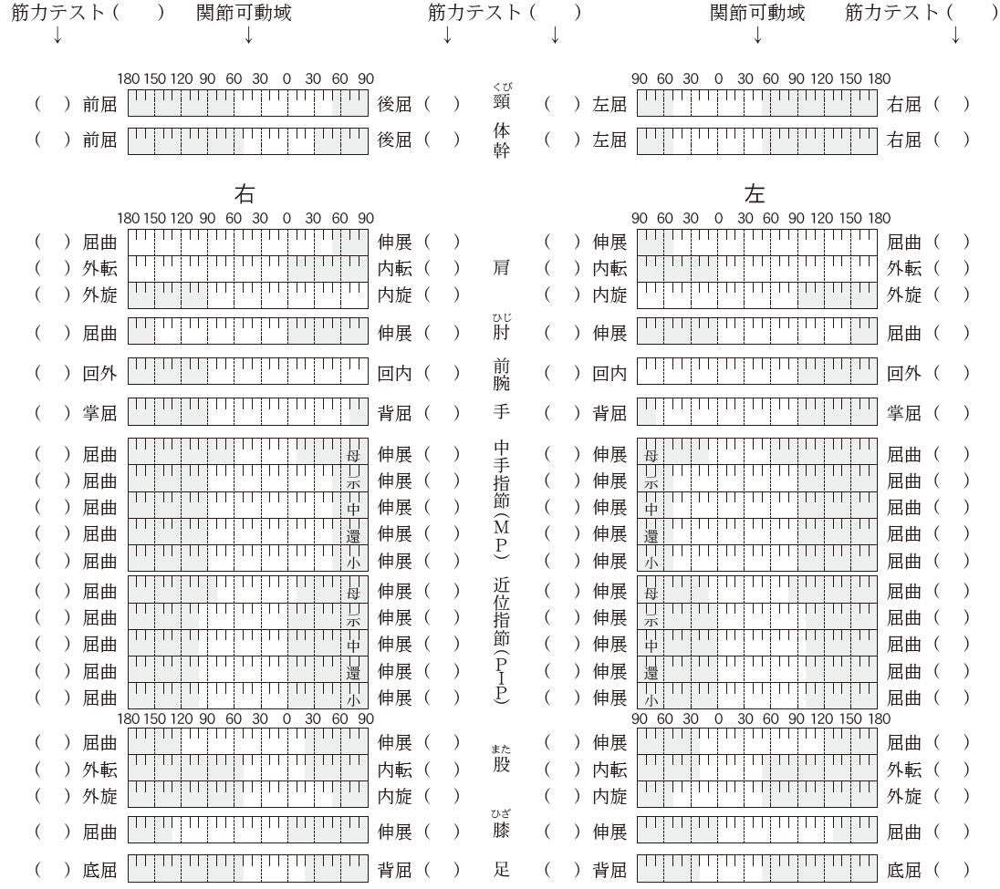 筋力テスト（　　） 関節可動域 筋力テスト（　　） 関節可動域 筋力テスト（　　）
↓ ↓ ↓ ↓ ↓ ↓
180 150 120 90 60 30 0 30 60 90 90 60 30 0 30 60 90 120 150 180
くび
（　） 前屈 後屈（　） 頸 （　） 左屈 右屈（　）
（　） 前屈 後屈（　） 体幹 （　） 左屈 右屈（　）
右 左
180 150 120 90 60 30 0 30 60 90 90 60 30 0 30 60 90 120 150 180
（　） 屈曲 伸展（　） （　） 伸展 屈曲（　）
（　） 外転 内転（　） 肩 （　） 内転 外転（　）
（　） 外旋 内旋（　） （　） 内旋 外旋（　）
ひじ
（　） 屈曲 伸展（　） 肘 （　） 伸展 屈曲（　）
（　） 回外 回内（　） 前腕 （　） 回内 回外（　）
（　） 掌屈 背屈（　） 手 （　） 背屈 掌屈（　）
中手指節（MP）
（　） 屈曲 母 伸展（　） （　） 伸展 母 屈曲（　）
（　） 屈曲 示 伸展（　） （　） 伸展 示 屈曲（　）
（　） 屈曲 中 伸展（　） （　） 伸展 中 屈曲（　）
（　） 屈曲 還 伸展（　） （　） 伸展 還 屈曲（　）
（　） 屈曲 小 伸展（　） （　） 伸展 小 屈曲（　）
近位指節（PIP）
（　） 屈曲 母 伸展（　） （　） 伸展 母 屈曲（　）
（　） 屈曲 示 伸展（　） （　） 伸展 示 屈曲（　）
（　） 屈曲 中 伸展（　） （　） 伸展 中 屈曲（　）
（　） 屈曲 還 伸展（　） （　） 伸展 還 屈曲（　）
（　） 屈曲 小 伸展（　） （　） 伸展 小 屈曲（　）
180 150 120 90 60 30 0 30 60 90 90 60 30 0 30 60 90 120 150 180
（　） 屈曲 伸展（　） （　） 伸展 屈曲（　）
また
（　） 外転 内転（　） 股 （　） 内転 外転（　）
（　） 外旋 内旋（　） （　） 内旋 外旋（　）
ひざ
（　） 屈曲 伸展（　） 膝 （　） 伸展 屈曲（　）
（　） 底屈 背屈（　） 足 （　） 背屈 底屈（　）